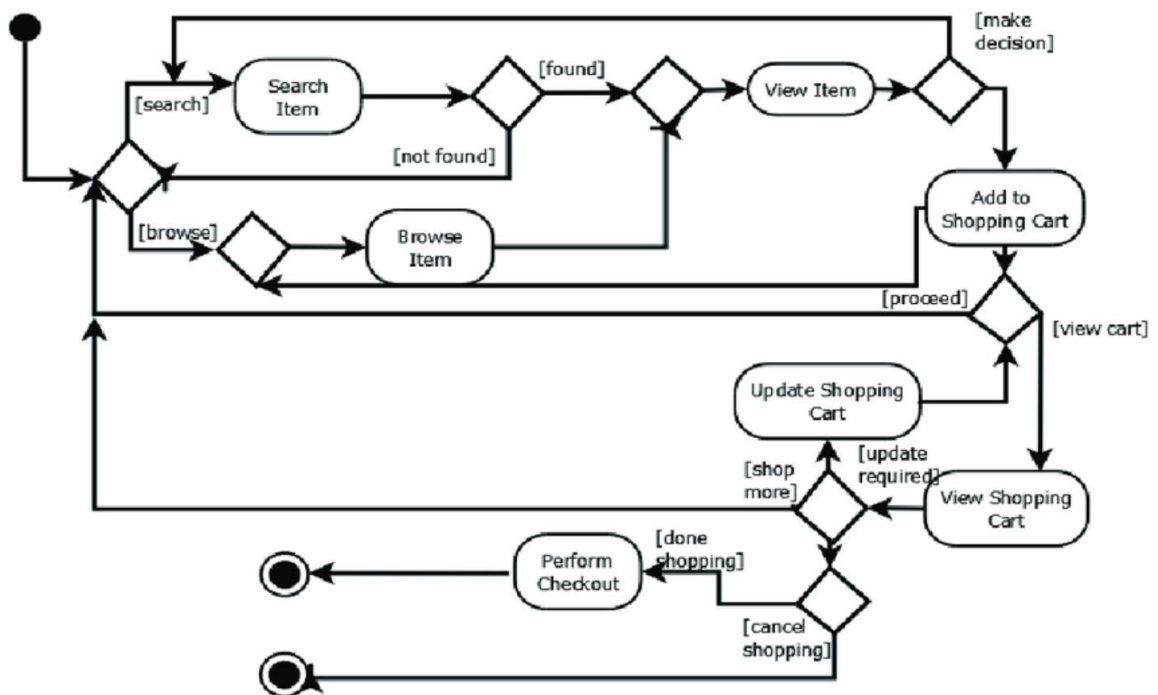 [make
decision]
[search]
Search
Item
[found]
View Item
[not found]
[browse]
Browse
Item
Add to
Shopping Cart
[proceed]
[view cart]
Update Shopping
Cart
[shop
more]
[update
required]
View Shopping
Cart
[done
shopping]
Perform
Checkout
[cancel
shopping]